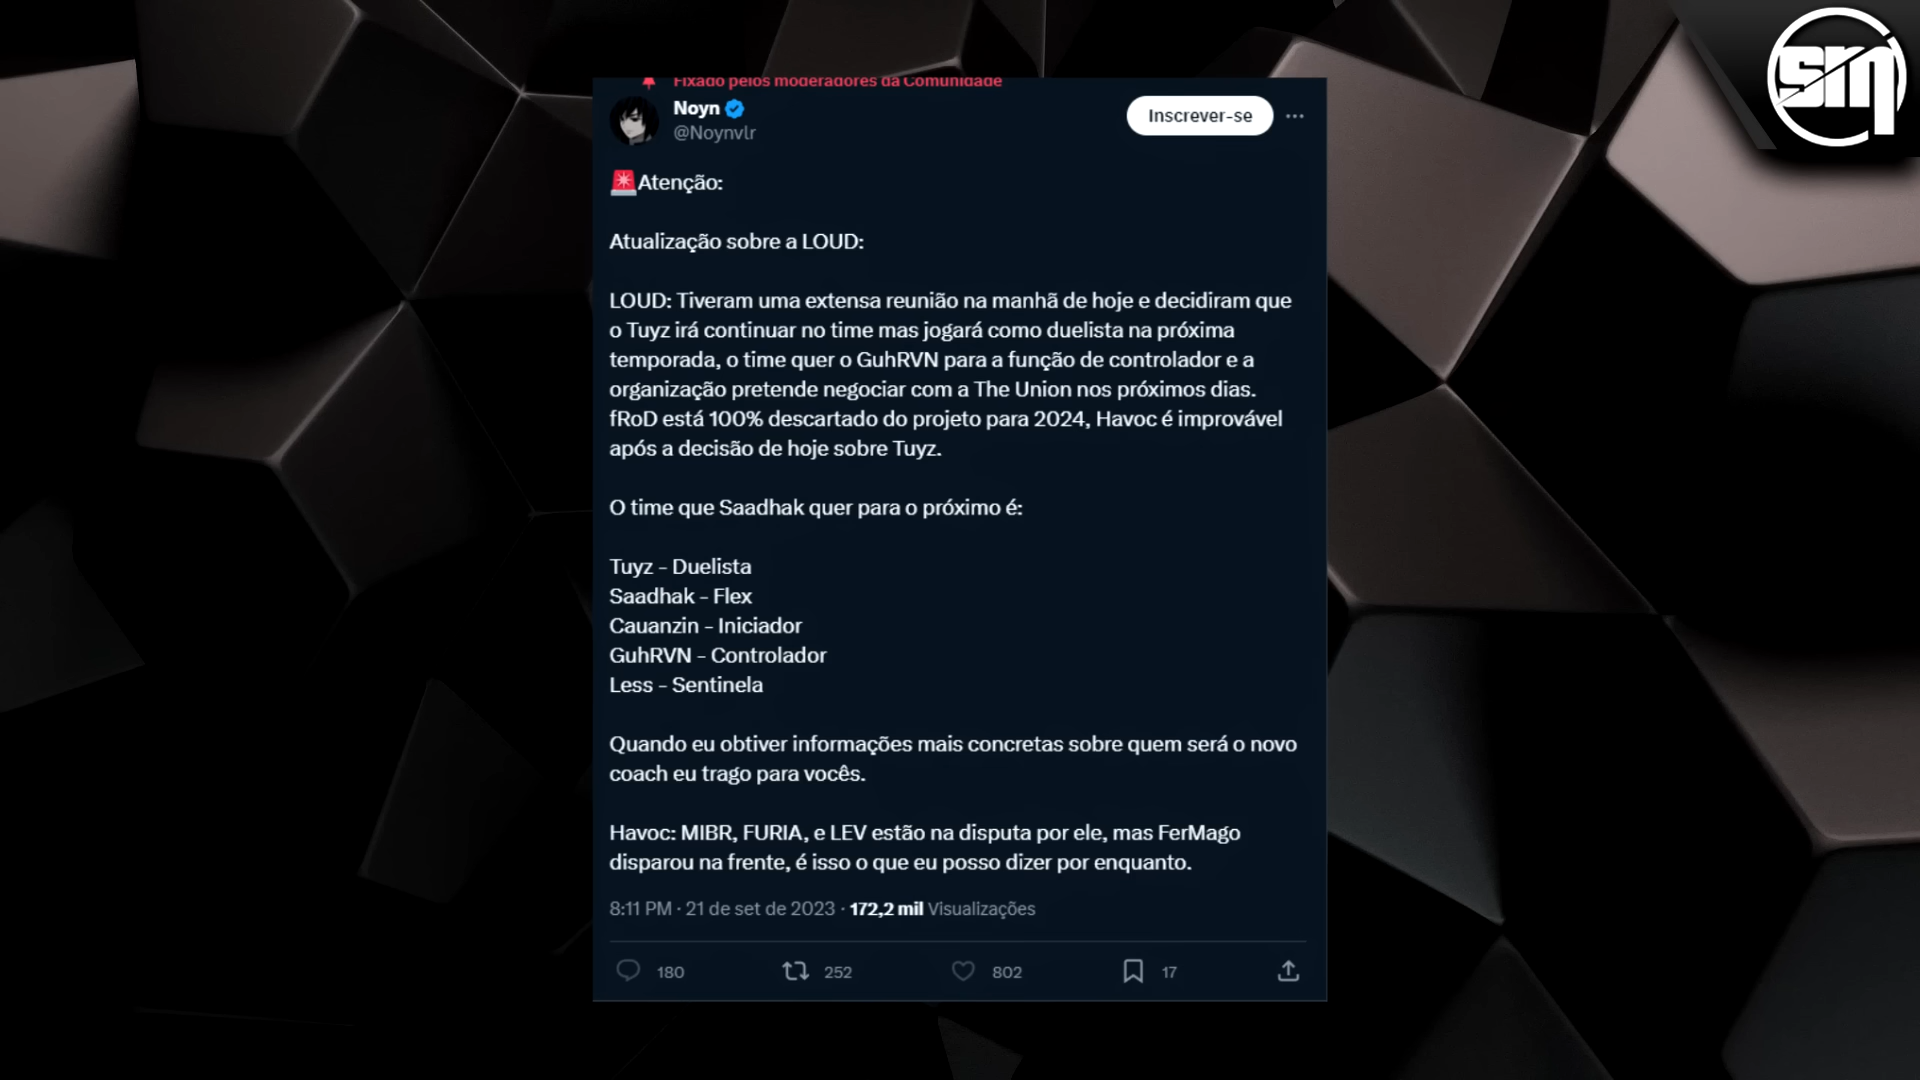 Fixado pelos moderadores da Comunidade
Noyn
@Noynvlr
Inscrever-se
🚨Atenção:
Atualização sobre a LOUD:
LOUD: Tiveram uma extensa reunião na manhã de hoje e decidiram que
o Tuyz irá continuar no time mas jogará como duelista na próxima
temporada, o time quer o GuhRVN para a função de controlador e a
organização pretende negociar com a The Union nos próximos dias.
fRoD está 100% descartado do projeto para 2024, Havoc é improvável
após a decisão de hoje sobre Tuyz.
O time que Saadhak quer para o próximo é:
Tuyz - Duelista
Saadhak - Flex
Cauanzin - Iniciador
GuhRVN - Controlador
Less - Sentinela
Quando eu obtiver informações mais concretas sobre quem será o novo
coach eu trago para vocês.
Havoc: MIBR, FURIA, e LEV estão na disputa por ele, mas FerMago
disparou na frente, é isso o que eu posso dizer por enquanto.
8:11 PM · 21 de set de 2023 · 172,2 mil Visualizações
180 252 802 17